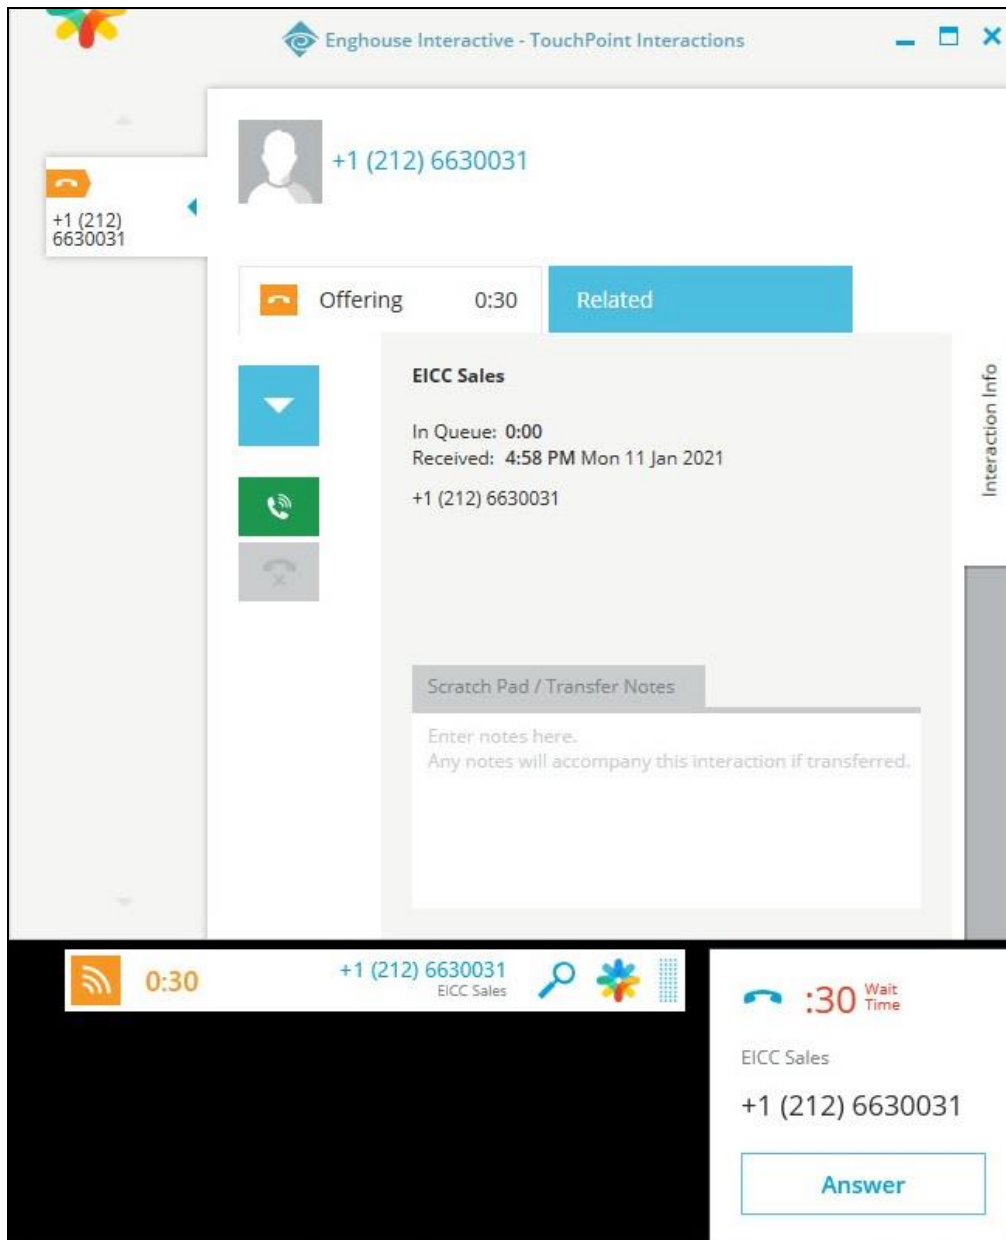 Enghouse Interactive - TouchPoint Interactions
+1 (212) 6630031
+1 (212)
6630031
Offering 0:30 Related
EICC Sales
In Queue: 0:00
Received: 4:58 PM Mon 11 Jan 2021
+1 (212) 6630031
Interaction Info
Scratch Pad / Transfer Notes
Enter notes here.
Any notes will accompany this interaction if transferred.
0:30 +1 (212) 6630031
EICC Sales
:30 Wait
Time
EICC Sales
+1 (212) 6630031
Answer